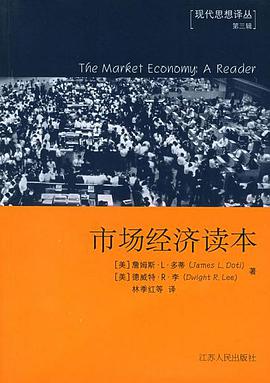 [现代思想译丛]
第三辑
The Market Economy: A Reader
市场经济读本
[美] 詹姆斯·L·多蒂 (James L. Doti)
[美] 德威特·R·李 (Dwight R. Lee) 著
林季红等 译
江苏人民出版社